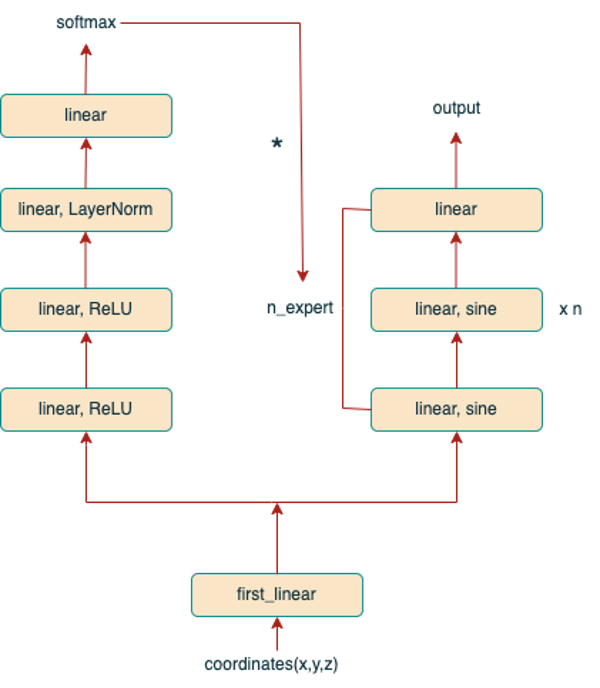 softmax
linear
*
output
linear, LayerNorm
linear
linear, ReLU
n_expert
linear, sine
x n
linear, ReLU
linear, sine
first_linear
coordinates(x,y,z)